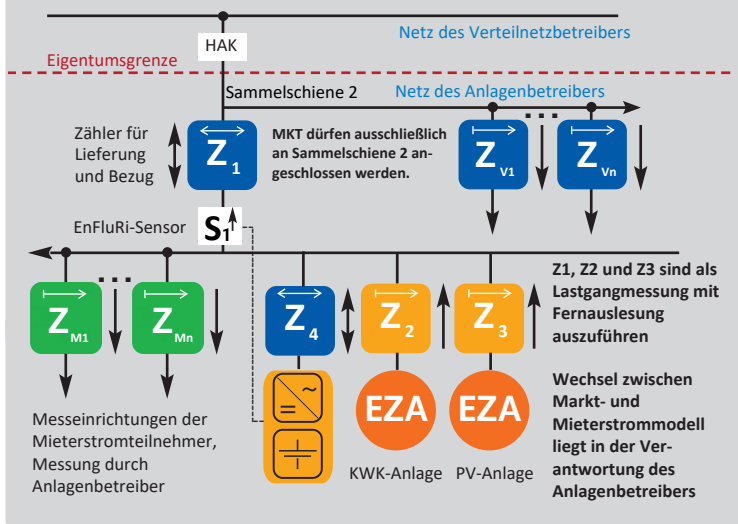 HAK
Netz des Verteilnetzbetreibers
Eigentumsgrenze
Sammelschiene 2
Netz des Anlagenbetreibers
Zähler für
Lieferung
und Bezug
Z1
MKT dürfen ausschließlich
an Sammelschiene 2 an-
geschlossen werden.
ZV1
...
ZVn
EnFluRi-Sensor
S1
ZM1
...
ZMn
Z4
Z2
Z3
Z1, Z2 und Z3 sind als
Lastgangmessung mit
Fernauslesung
auszuführen
EZA
EZA
KWK-Anlage
PV-Anlage
Messeinrichtungen der
Mieterstromteilnehmer,
Messung durch
Anlagenbetreiber
Wechsel zwischen
Markt- und
Mieterstrommodell
liegt in der Ver-
antwortung des
Anlagenbetreibers